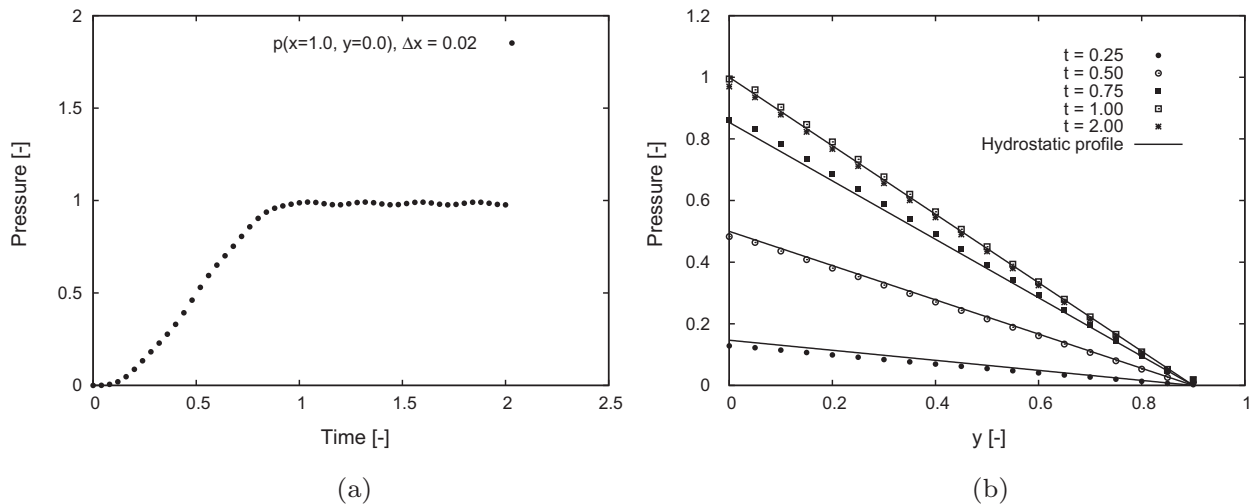 2
1.5
1
0.5
0
0
0.5
1
1.5
2
2.5
Pressure [-]
Time [-]
p(x=1.0, y=0.0), Δx = 0.02
(a)
1.2
1
0.8
0.6
0.4
0.2
0
0
0.2
0.4
0.6
0.8
1
Pressure [-]
y [-]
t = 0.25
t = 0.50
t = 0.75
t = 1.00
t = 2.00
Hydrostatic profile
(b)